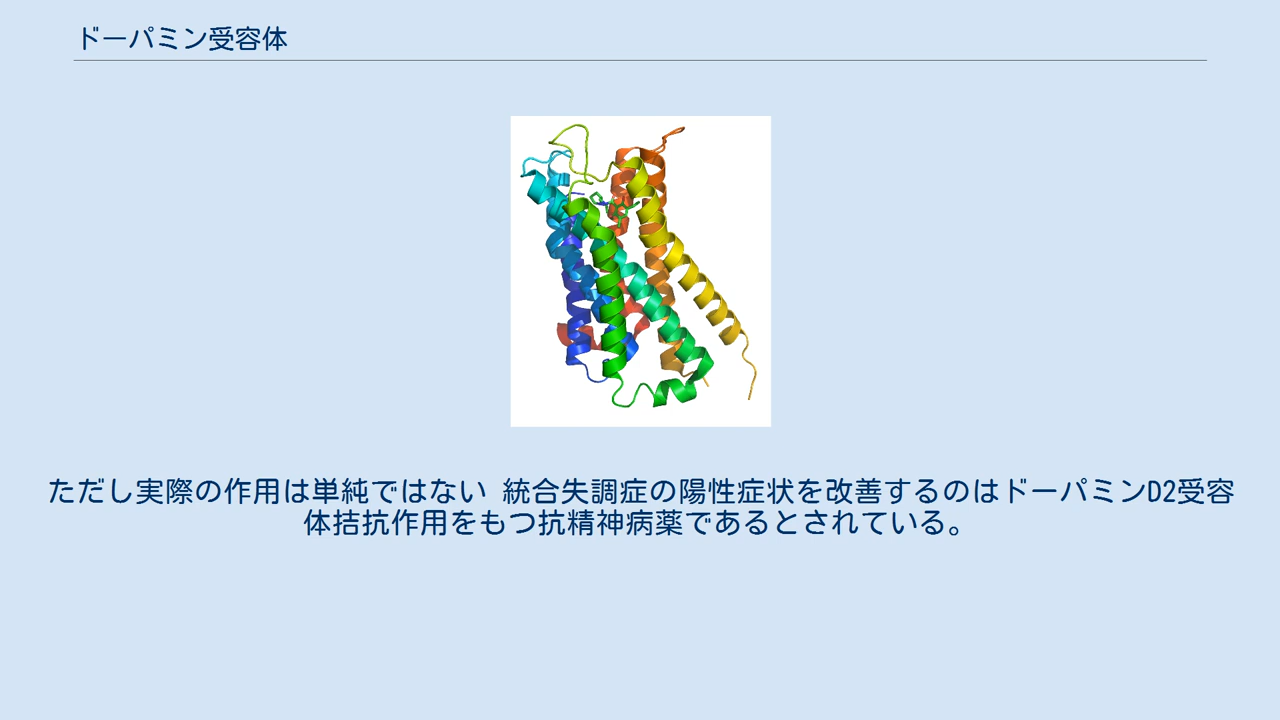 ドーパミン受容体
ただし実際の作用は単純ではない 統合失調症の陽性症状を改善するのはドーパミンD2受容
体拮抗作用をもつ抗精神病薬であるとされている。